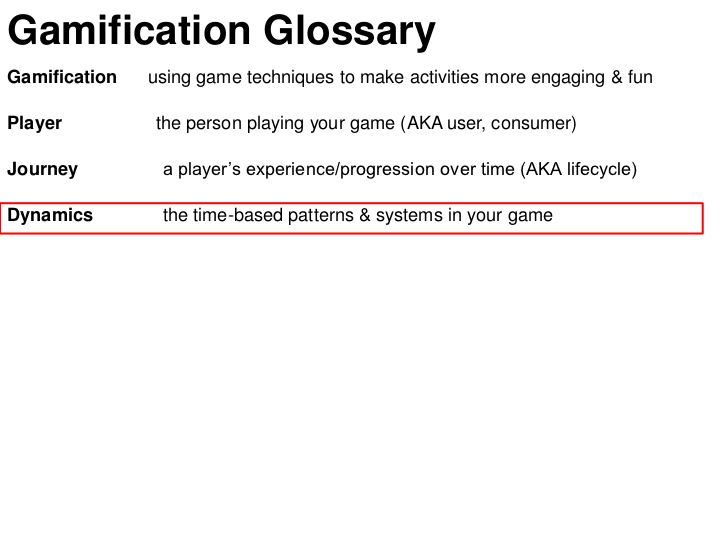 Gamification Glossary
Gamification using game techniques to make activities more engaging & fun
Player the person playing your game (AKA user, consumer)
Journey a player’s experience/progression over time (AKA lifecycle)
Dynamics the time-based patterns & systems in your game